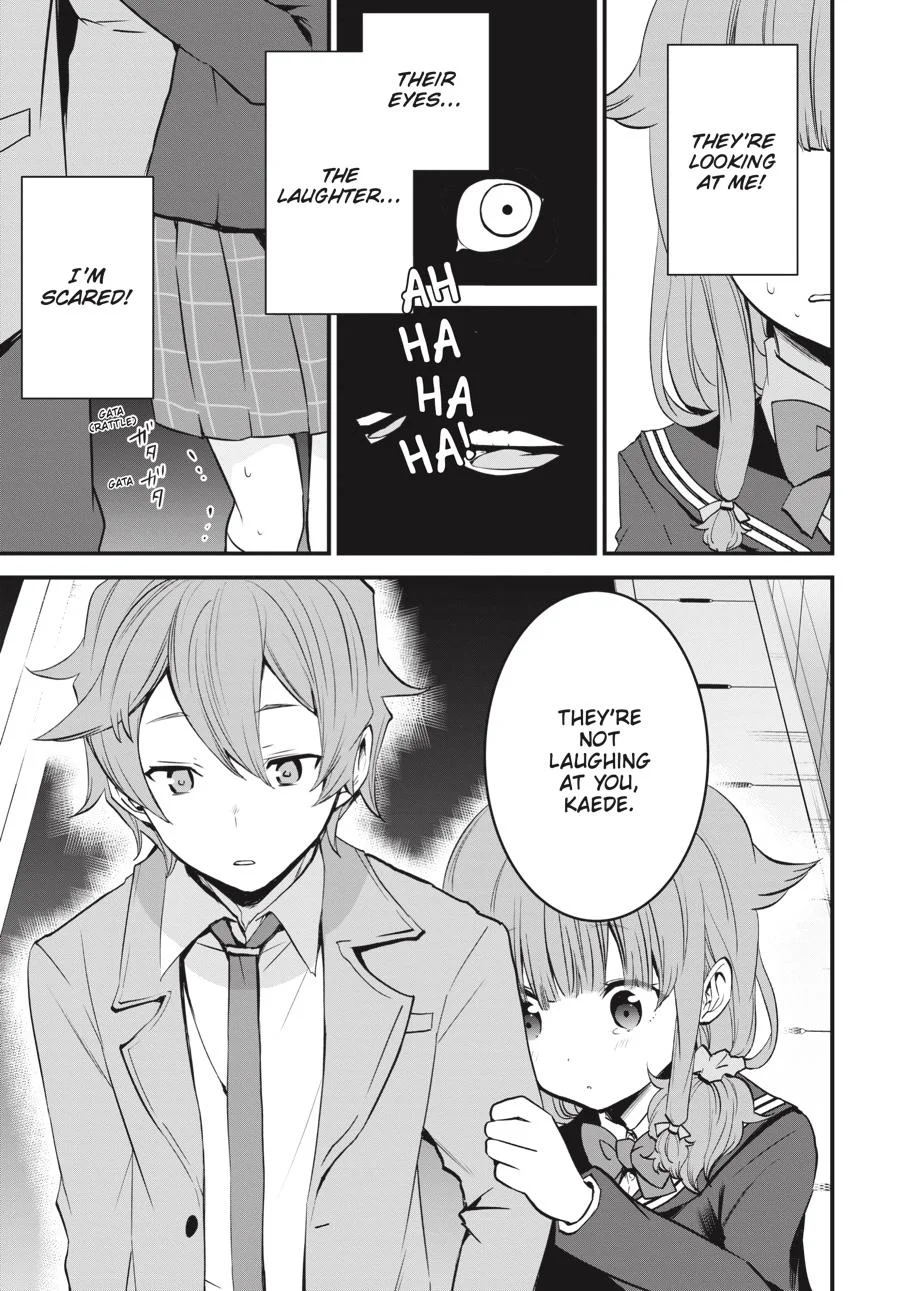 THEY'RE
LOOKING
AT ME!
THEIR
EYES...
THE
LAUGHTER...
AH
HA
HA
HA!
I'M
SCARED!
GATA
(RATTLE)
ガタ
GATA
ガタ
THEY'RE
NOT
LAUGHING
AT YOU,
KAEDE.